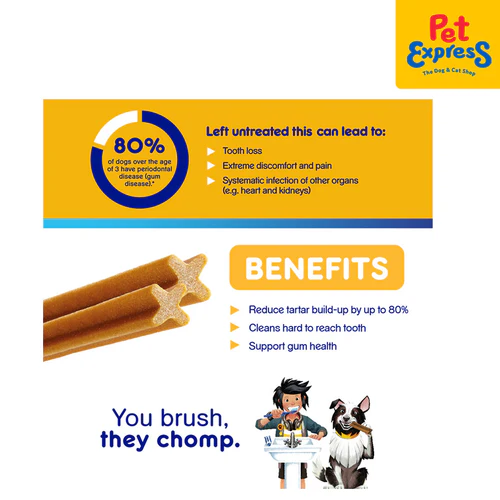 Pet
Express
The Dog & Cat Shop
80%
of dogs over the age
of 3 have periodontal
disease (gum
disease).*
Left untreated this can lead to:
Tooth loss
Extreme discomfort and pain
Systematic infection of other organs
(e.g. heart and kidneys)
BENEFITS
Reduce tartar build-up by up to 80%
Cleans hard to reach tooth
Support gum health
You brush,
they chomp.